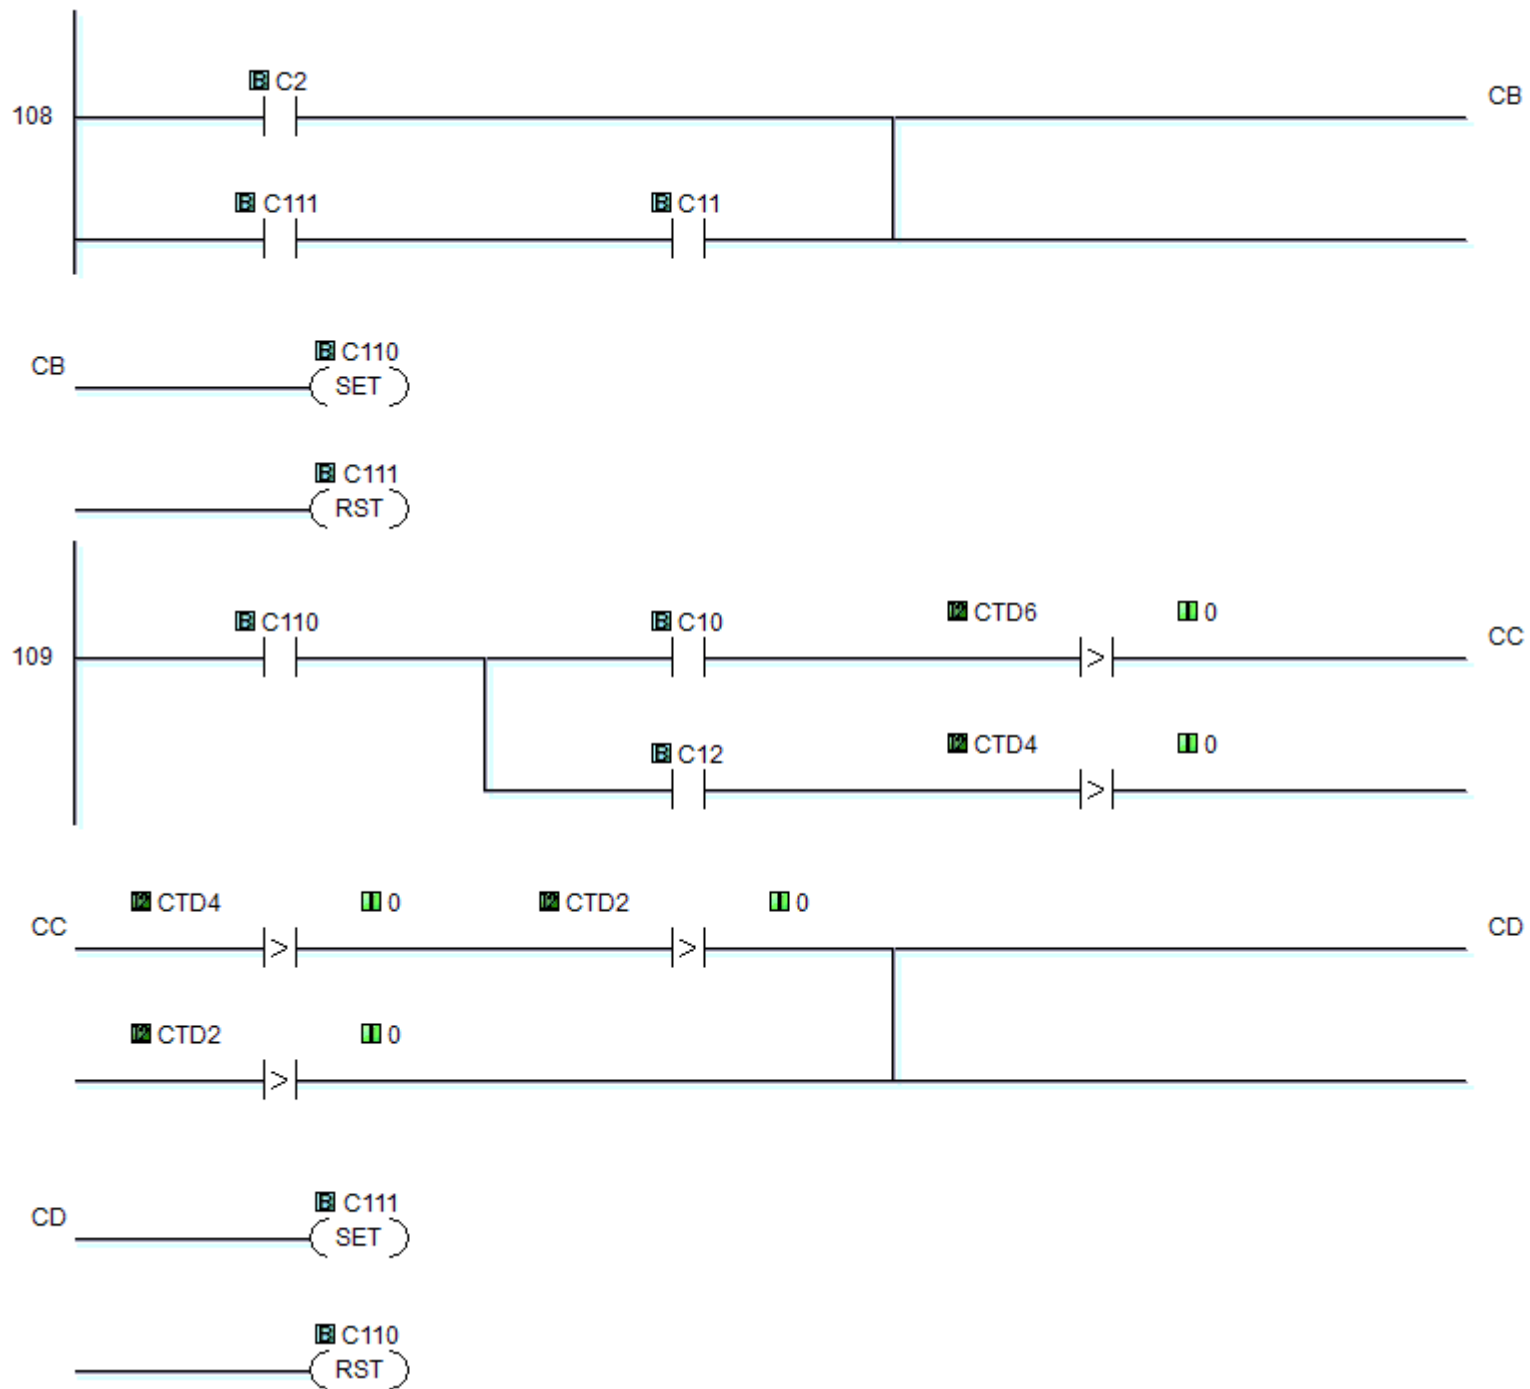 B C2
108
CB
B C111 B C11
CB
B C110
SET
B C111
RST
B C110 B C10 CTD6 > I 0
109
CC
B C12 CTD4 > I 0
CTD4 > I 0 CTD2 > I 0
CC
CD
CTD2 > I 0
CD
B C111
SET
B C110
RST